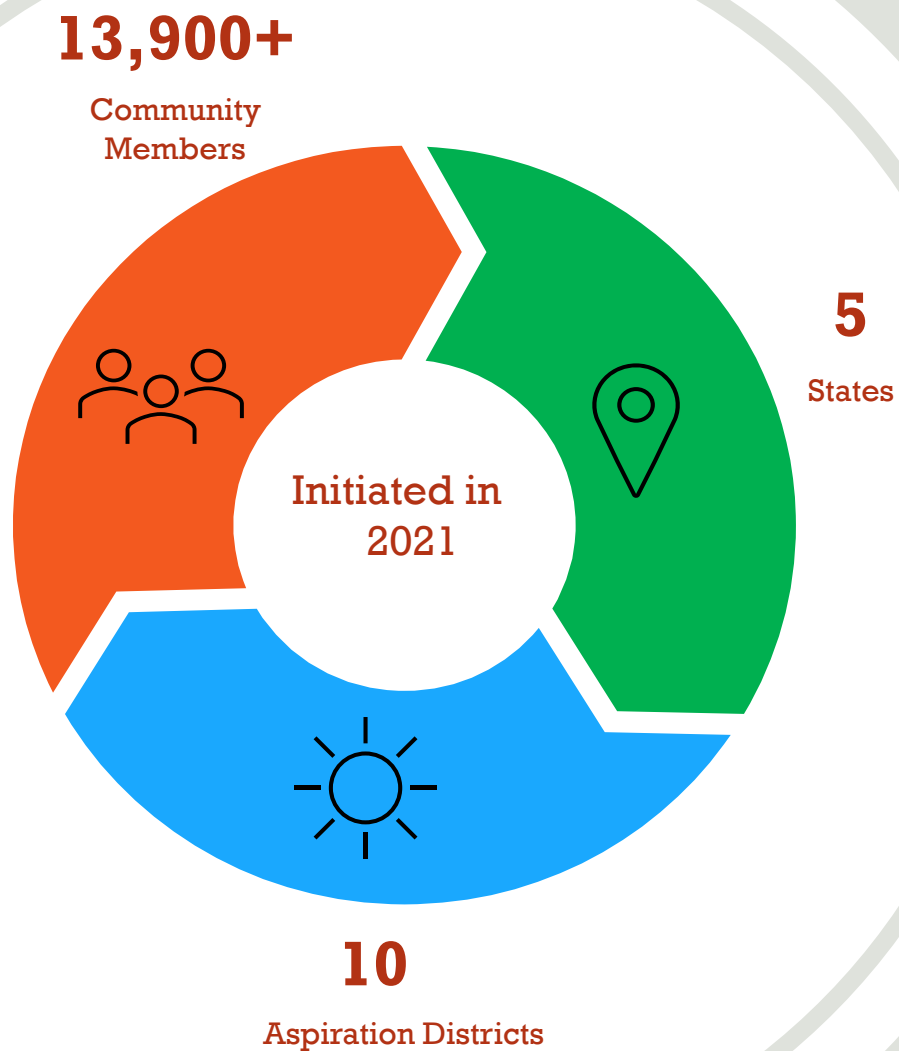 13,900+
Community
Members
5
States
Initiated in
2021
10
Aspiration Districts